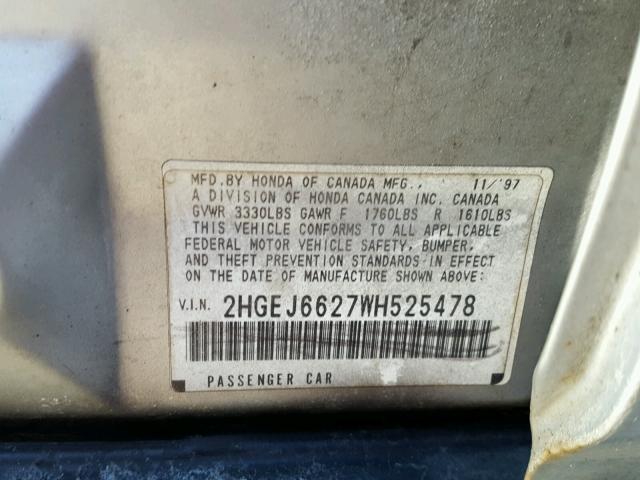 MFD.BY HONDA OF CANADA MFG., 11/'97
A DIVISION OF HONDA CANADA INC. CANADA
GVWR 3330LBS GAWR F 1760LBS R 1610LBS
THIS VEHICLE CONFORMS TO ALL APPLICABLE
FEDERAL MOTOR VEHICLE SAFETY, BUMPER,
AND THEFT PREVENTION STANDARDS IN EFFECT
ON THE DATE OF MANUFACTURE SHOWN ABOVE:
V.I.N. 2HGEJ6627WH525478
PASSENGER CAR